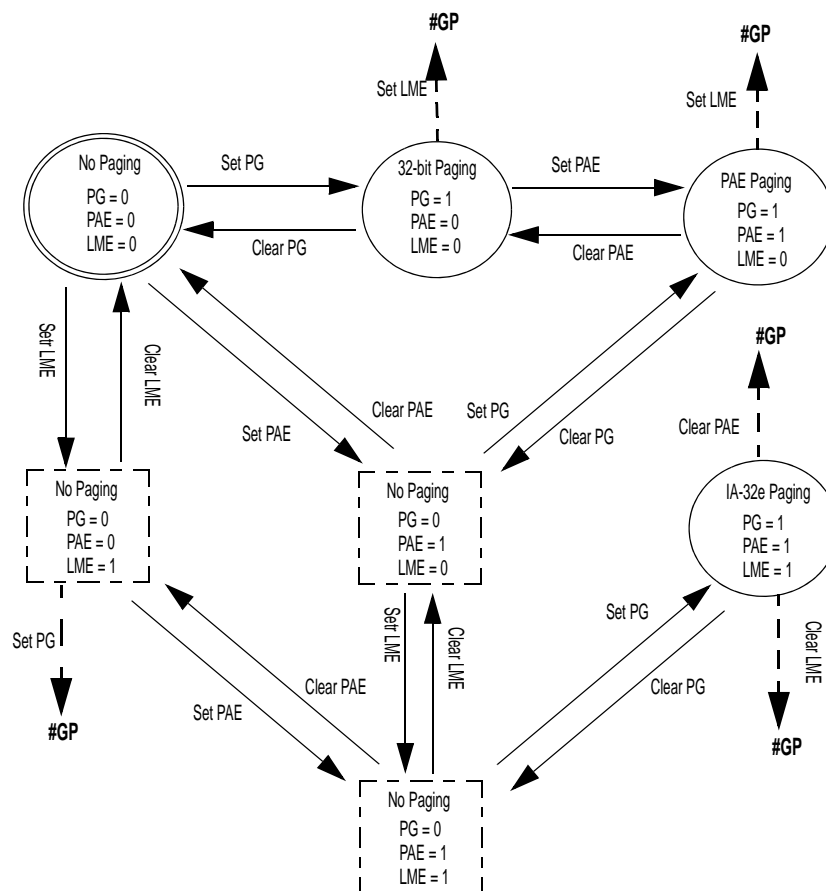 #GP
#GP
#GP
Set LME
Set LME
No Paging
PG = 0
PAE = 0
LME = 0
Set PG
Clear PG
32-bit Paging
PG = 1
PAE = 0
LME = 0
Set PAE
Clear PAE
PAE Paging
PG = 1
PAE = 1
LME = 0
Setr LME
Clear LME
Set PAE
Clear PAE
Set PG
Clear PG
#GP
Clear PAE
No Paging
PG = 0
PAE = 0
LME = 1
No Paging
PG = 0
PAE = 1
LME = 0
IA-32e Paging
PG = 1
PAE = 1
LME = 1
Set PG
#GP
Set PAE
Clear PAE
Setr LME
Clear LME
Set PG
Clear PG
Clear LME
#GP
No Paging
PG = 0
PAE = 1
LME = 1